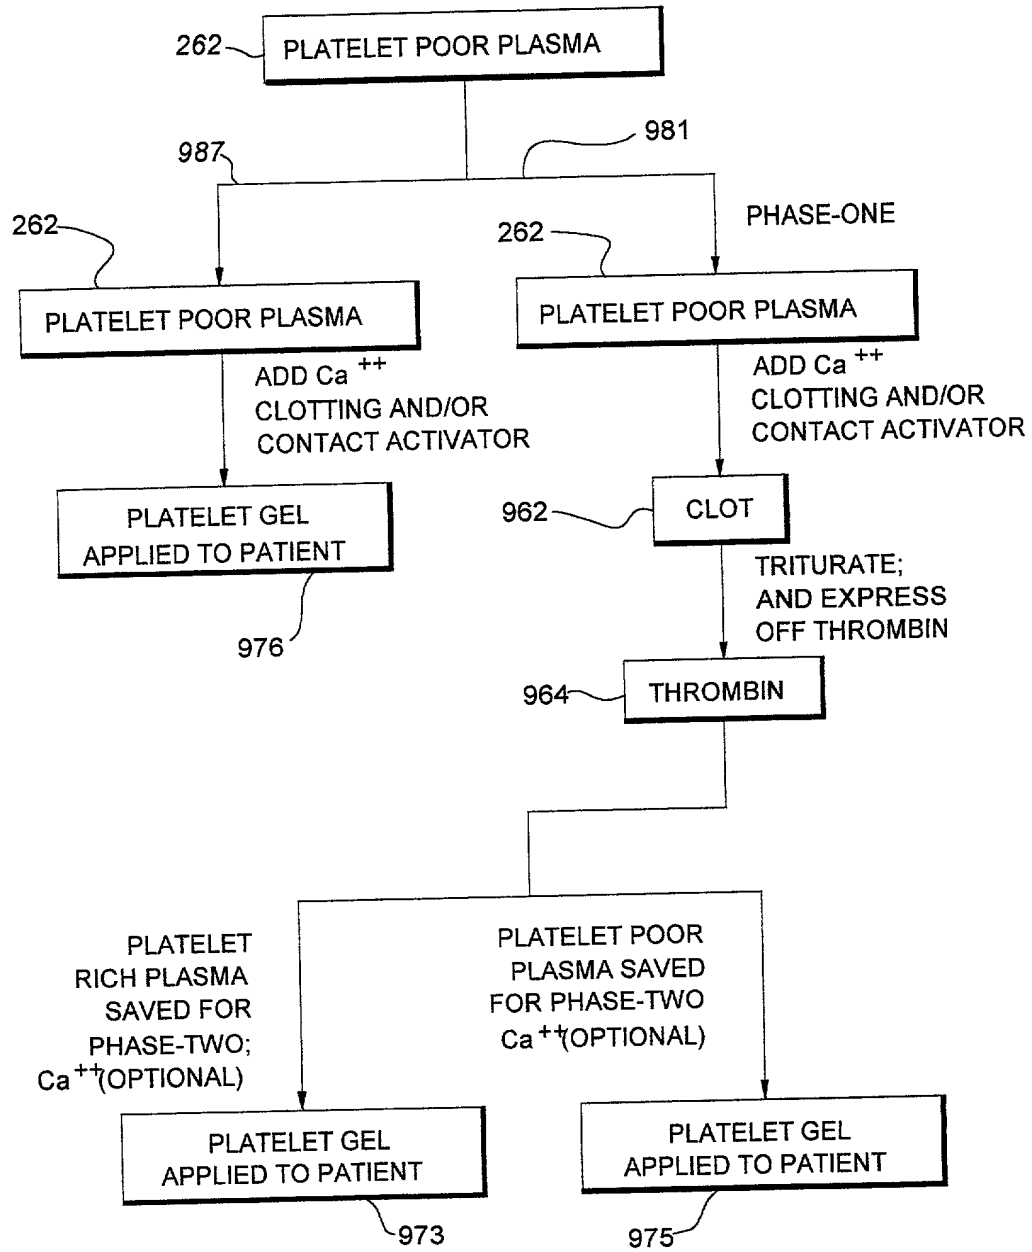 262
PLATELET POOR PLASMA
987
981
PHASE-ONE
262
PLATELET POOR PLASMA
262
PLATELET POOR PLASMA
ADD Ca++
CLOTTING AND/OR
CONTACT ACTIVATOR
ADD Ca++
CLOTTING AND/OR
CONTACT ACTIVATOR
PLATELET GEL
APPLIED TO PATIENT
976
962
CLOT
TRITURATE;
AND EXPRESS
OFF THROMBIN
964
THROMBIN
PLATELET
RICH PLASMA
SAVED FOR
PHASE-TWO;
Ca++(OPTIONAL)
PLATELET POOR
PLASMA SAVED
FOR PHASE-TWO
Ca++(OPTIONAL)
PLATELET GEL
APPLIED TO PATIENT
973
PLATELET GEL
APPLIED TO PATIENT
975